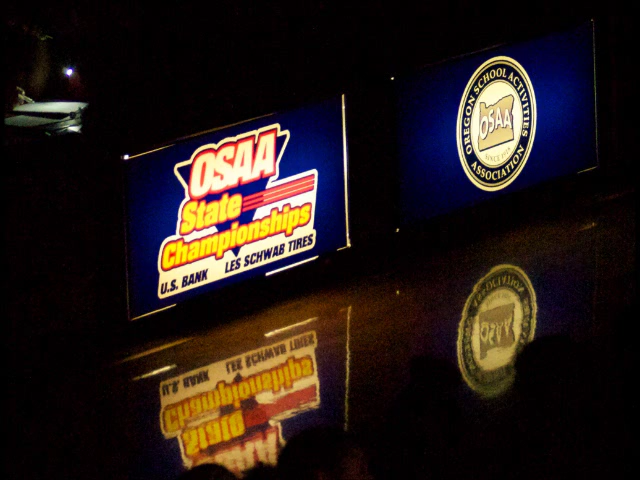 OSAA
State
Championships
U.S. BANK LES SCHWAB TIRES
OREGON SCHOOL ACTIVITIES
OSAA
ASSOCIATION